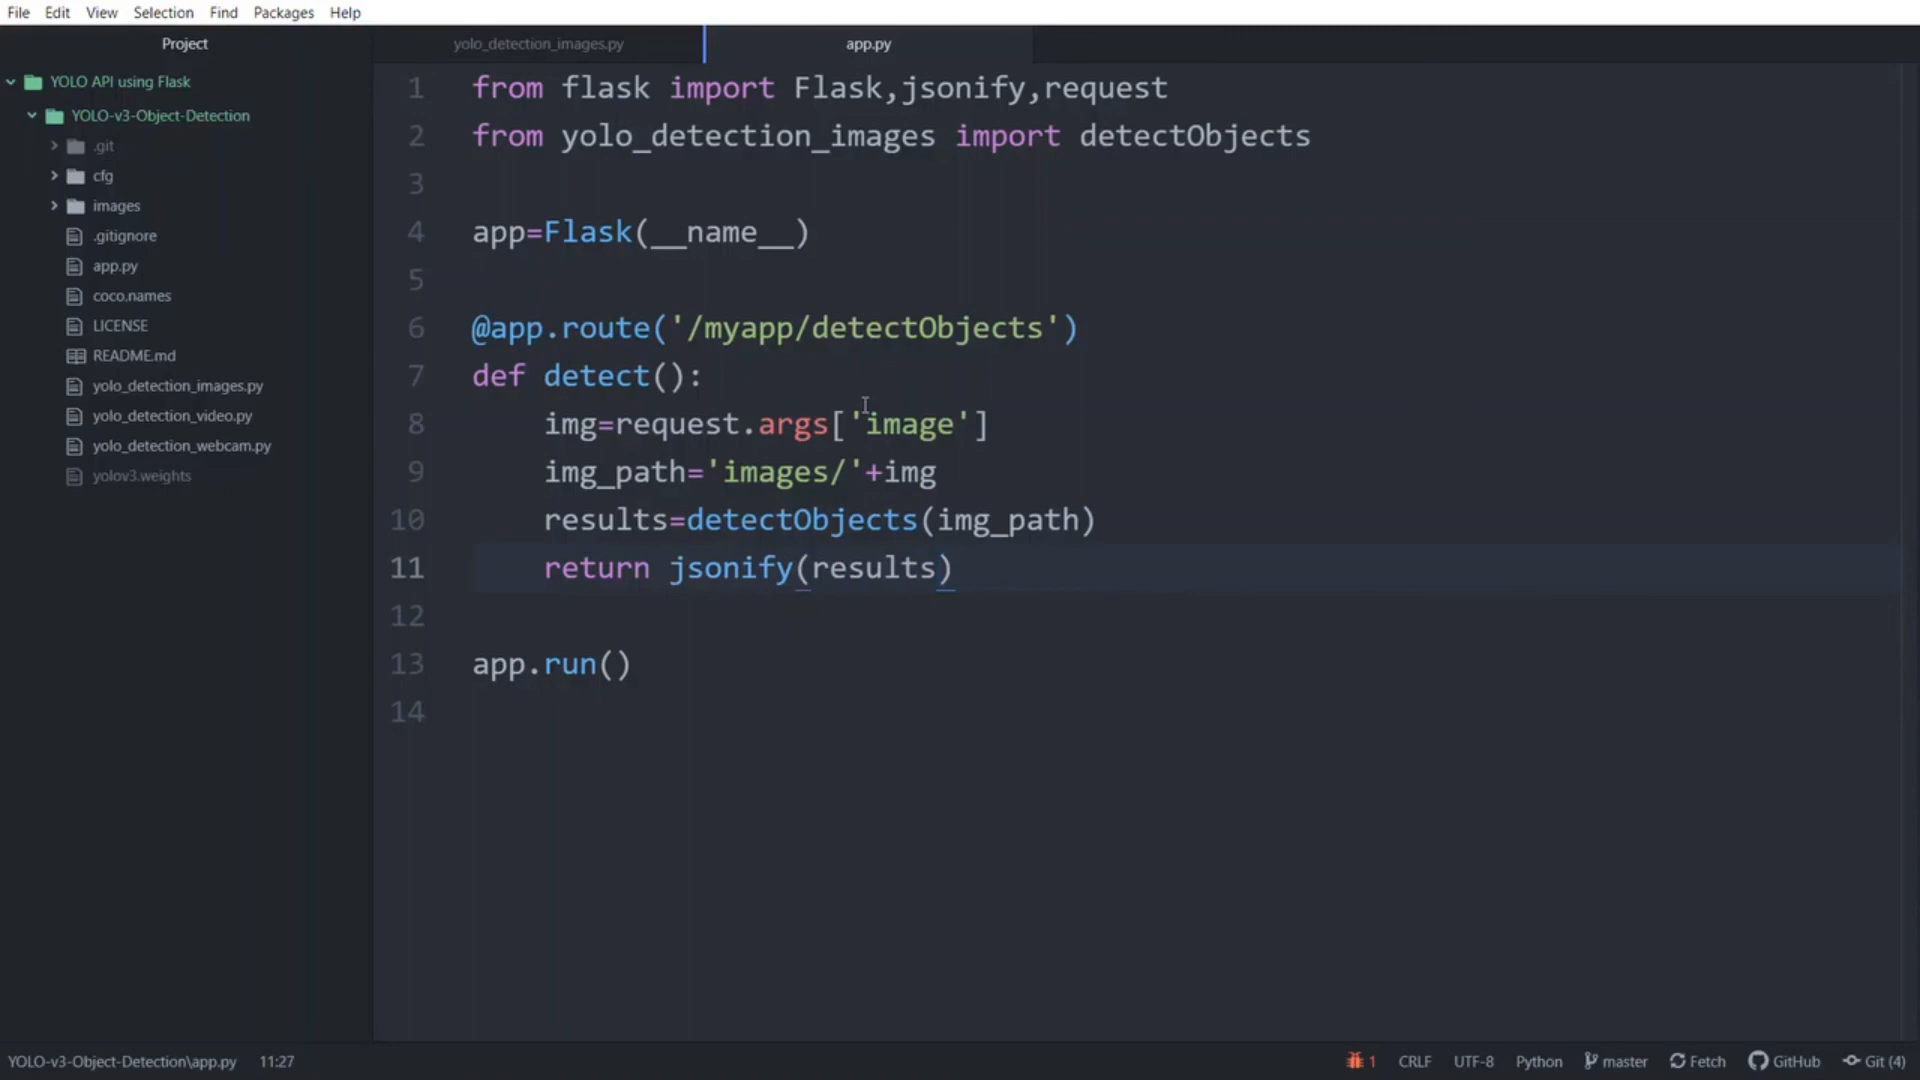 File Edit View Selection Find Packages Help
Project
YOLO API using Flask
YOLO-v3-Object-Detection
.git
cfg
images
.gitignore
app.py
coco.names
LICENSE
README.md
yolo_detection_images.py
yolo_detection_video.py
yolo_detection_webcam.py
yolov3.weights
yolo_detection_images.py app.py
1 from flask import Flask,jsonify,request
2 from yolo_detection_images import detectObjects
3
4 app=Flask(__name__)
5
6 @app.route('/myapp/detectObjects')
7 def detect():
8 img=request.args['image']
9 img_path='images/'+img
10 results=detectObjects(img_path)
11 return jsonify(results)
12
13 app.run()
14
YOLO-v3-Object-Detection\app.py 11:27 1 CRLF UTF-8 Python master Fetch GitHub Git (4)